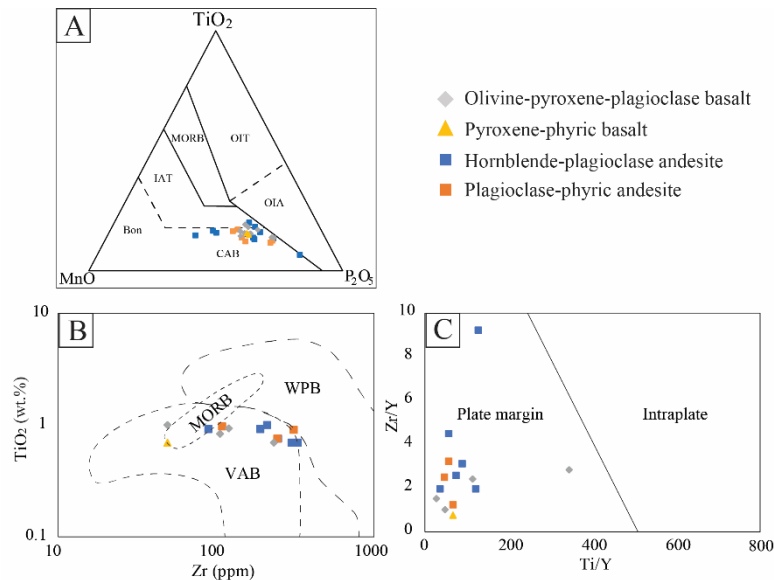 A
TiO2
MORB
OIT
IAT
OIA
Bon
CAB
MnO
P2O5
Olivine-pyroxene-plagioclase basalt
Pyroxene-phyric basalt
Hornblende-plagioclase andesite
Plagioclase-phyric andesite
B
10
1
0.1
TiO2 (wt.%)
WPB
MORB
VAB
10
100
1000
Zr (ppm)
C
10
8
6
4
2
0
Zr/Y
Plate margin
Intraplate
0
200
400
600
800
Ti/Y